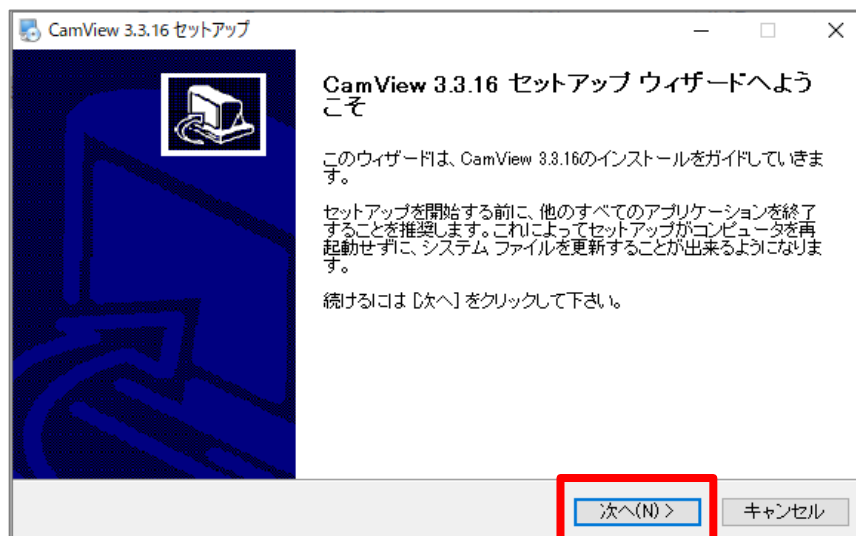 CamView 3.3.16 セットアップ
CamView 3.3.16 セットアップ ウィザードへよう
こそ
このウィザードは、CamView 3.3.16のインストールをガイドしていきま
す。
セットアップを開始する前に、他のすべてのアプリケーションを終了
することを推奨します。これによってセットアップがコンピュータを再
起動せずに、システム ファイルを更新することが出来るようになりま
す。
続けるには [次へ] をクリックして下さい。
次へ(N) >
キャンセル